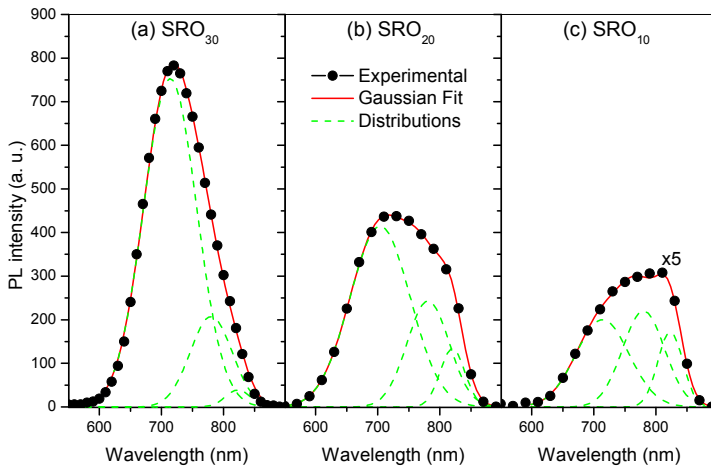 (a) SRO30
(b) SRO20
(c) SRO10
Experimental
Gaussian Fit
Distributions
x5
PL intensity (a. u.)
900
800
700
600
500
400
300
200
100
0
600 700 800
600 700 800
600 700 800
Wavelength (nm)
Wavelength (nm)
Wavelength (nm)